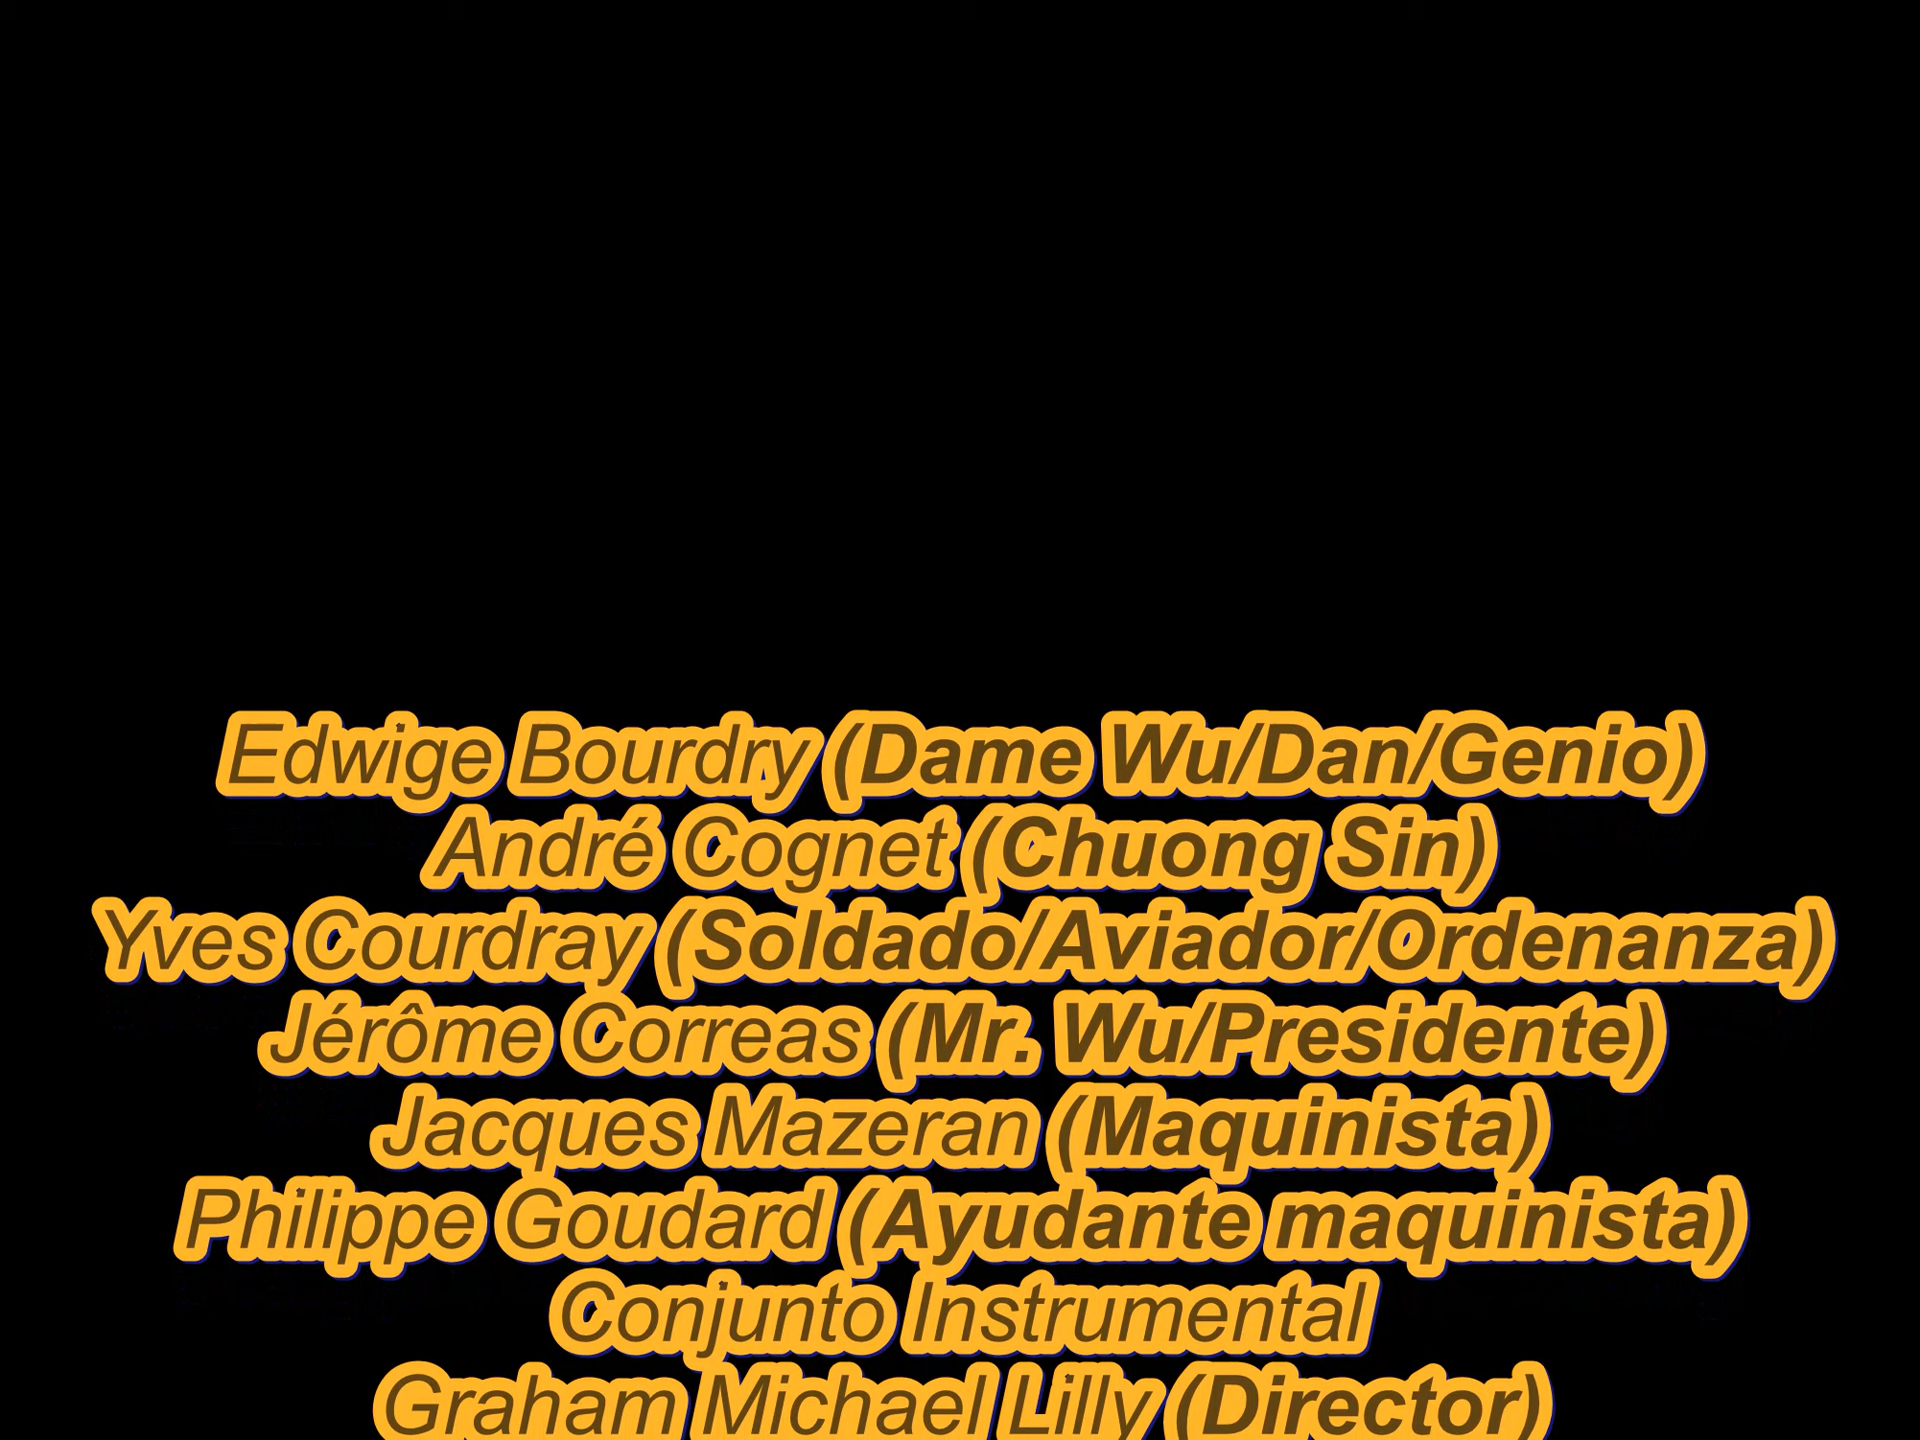 Edwige Bourdry (Dame Wu/Dan/Genio)
André Cognet (Chuong Sin)
Yves Courdray (Soldado/Aviador/Ordenanza)
Jérôme Correas (Mr. Wu/Presidente)
Jacques Mazeran (Maquinista)
Philippe Goudard (Ayudante maquinista)
Conjunto Instrumental
Graham Michael Lilly (Director)